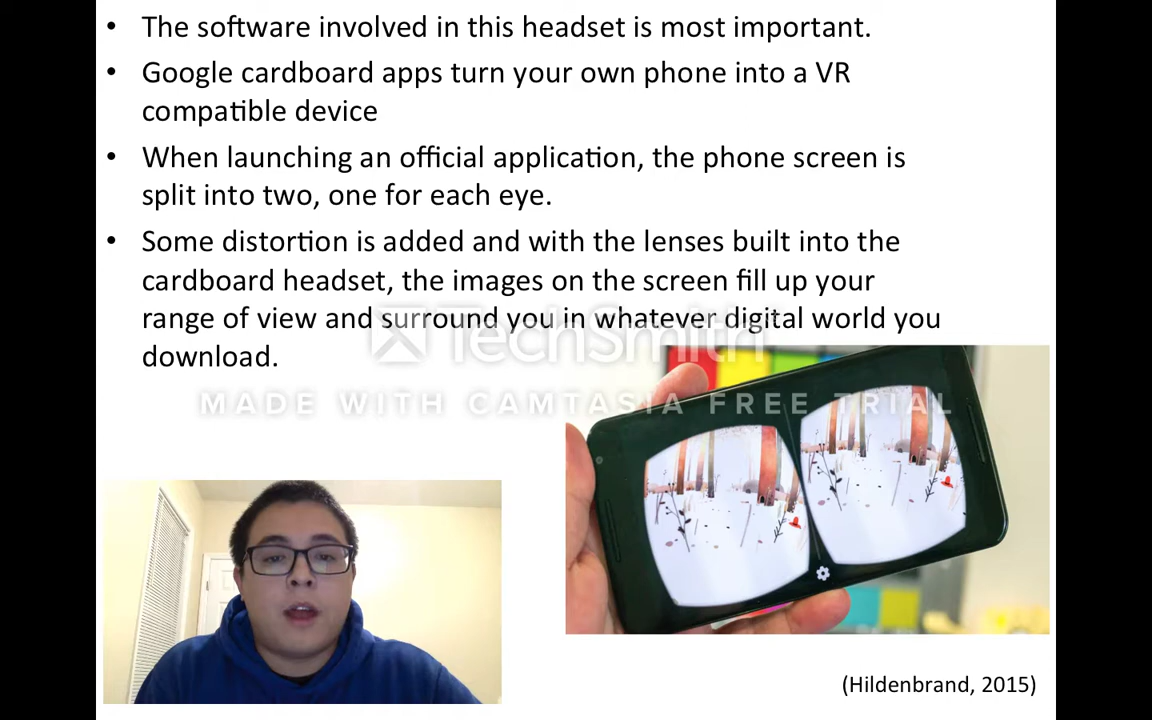 • The software involved in this headset is most important.
• Google cardboard apps turn your own phone into a VR
compatible device
• When launching an official application, the phone screen is
split into two, one for each eye.
• Some distortion is added and with the lenses built into the
cardboard headset, the images on the screen fill up your
range of view and surround you in whatever digital world you
download.
TechSmith
MADE WITH CAMTASIA FREE TRIAL
(Hildenbrand, 2015)